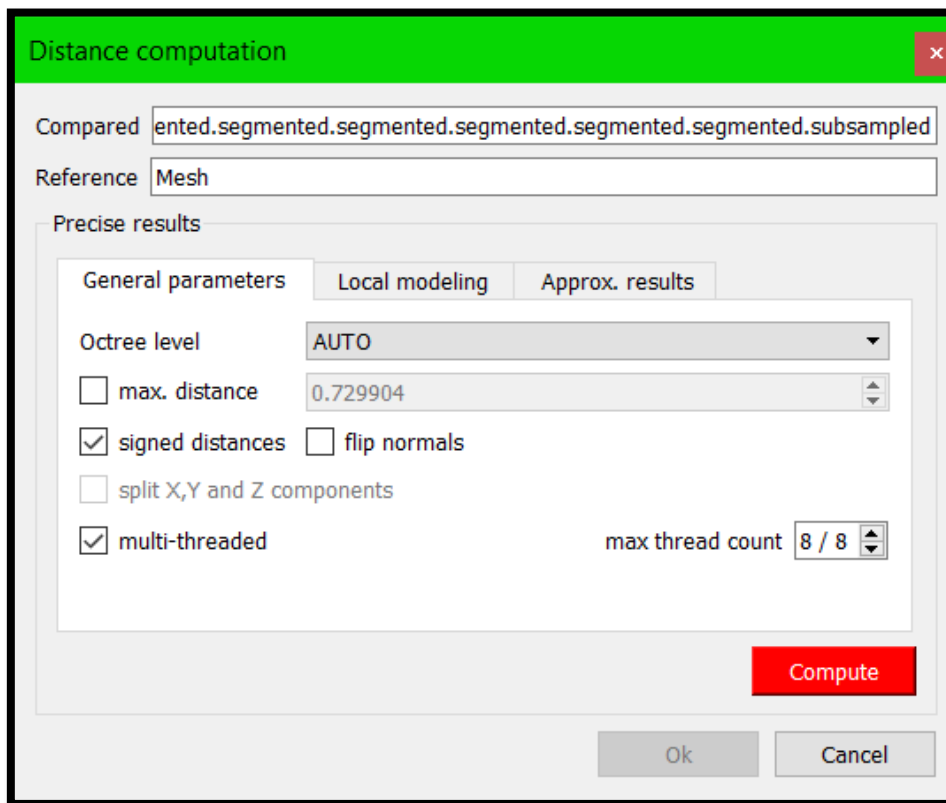 Distance computation
×
Compared ented.segmented.segmented.segmented.segmented.segmented.subsampled
Reference Mesh
Precise results
General parameters Local modeling Approx. results
Octree level AUTO
max. distance 0.729904
signed distances flip normals
split X,Y and Z components
multi-threaded max thread count 8 / 8
Compute
Ok Cancel